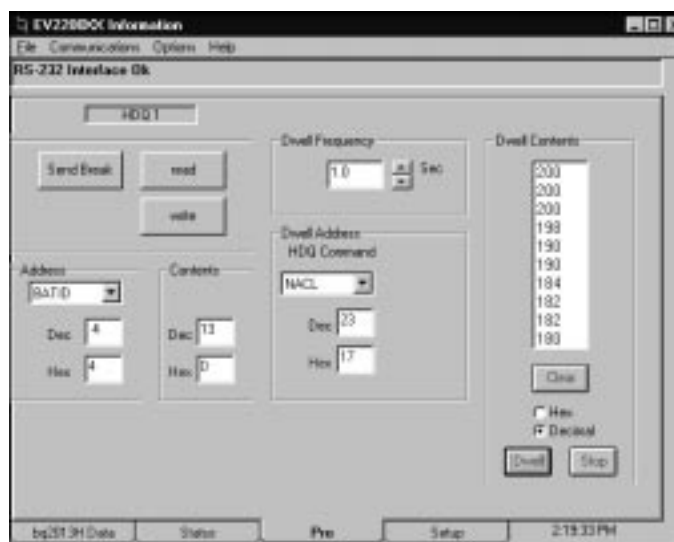 EV2200XX Information
File Communications Options Help
RS-232 Interface Ok
HDQ1
Send Break
read
write
Dwell Frequency
1.0 Sec
Dwell Contents
200
200
200
198
190
190
184
182
182
180
Address
BATID
Dec 4
Hex 4
Contents
Dec 13
Hex D
Dwell Address
HDQ Command
NACL
Dec 23
Hex 17
Clear
Hex
Decimal
Dwell Stop
bq2013H Data Status Pro Setup 2:19:33 PM